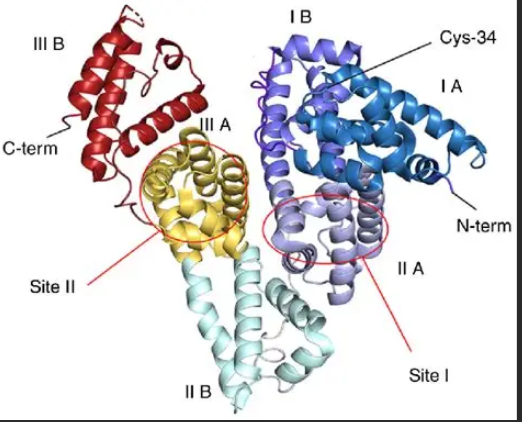 I B
III B
Cys-34
I A
III A
C-term
N-term
II A
Site II
Site I
II B